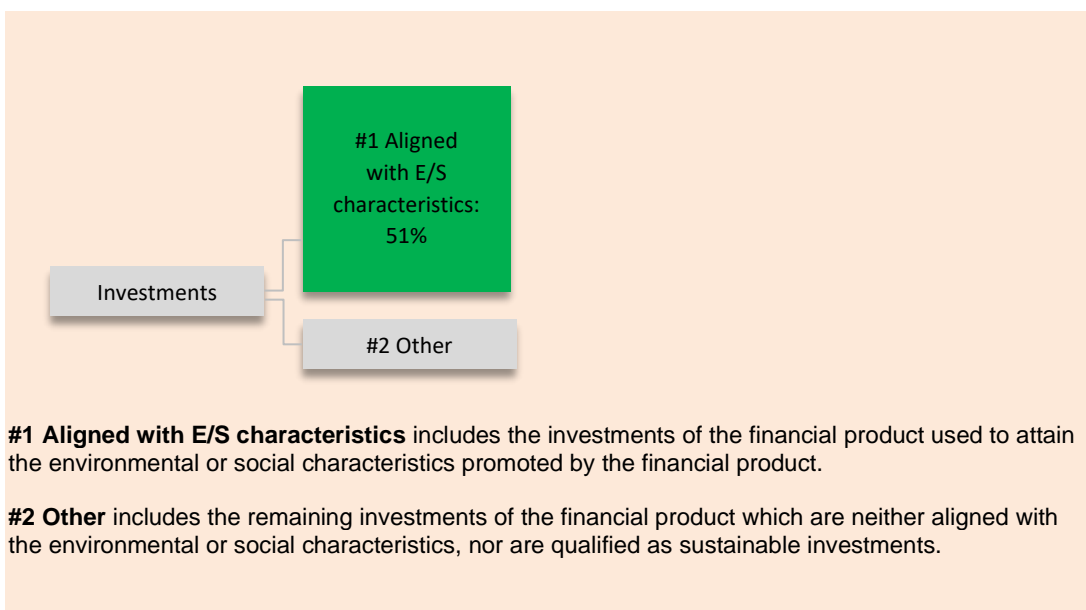 #1 Aligned
with E/S
characteristics:
51%
Investments
#2 Other
#1 Aligned with E/S characteristics includes the investments of the financial product used to attain
the environmental or social characteristics promoted by the financial product.
#2 Other includes the remaining investments of the financial product which are neither aligned with
the environmental or social characteristics, nor are qualified as sustainable investments.